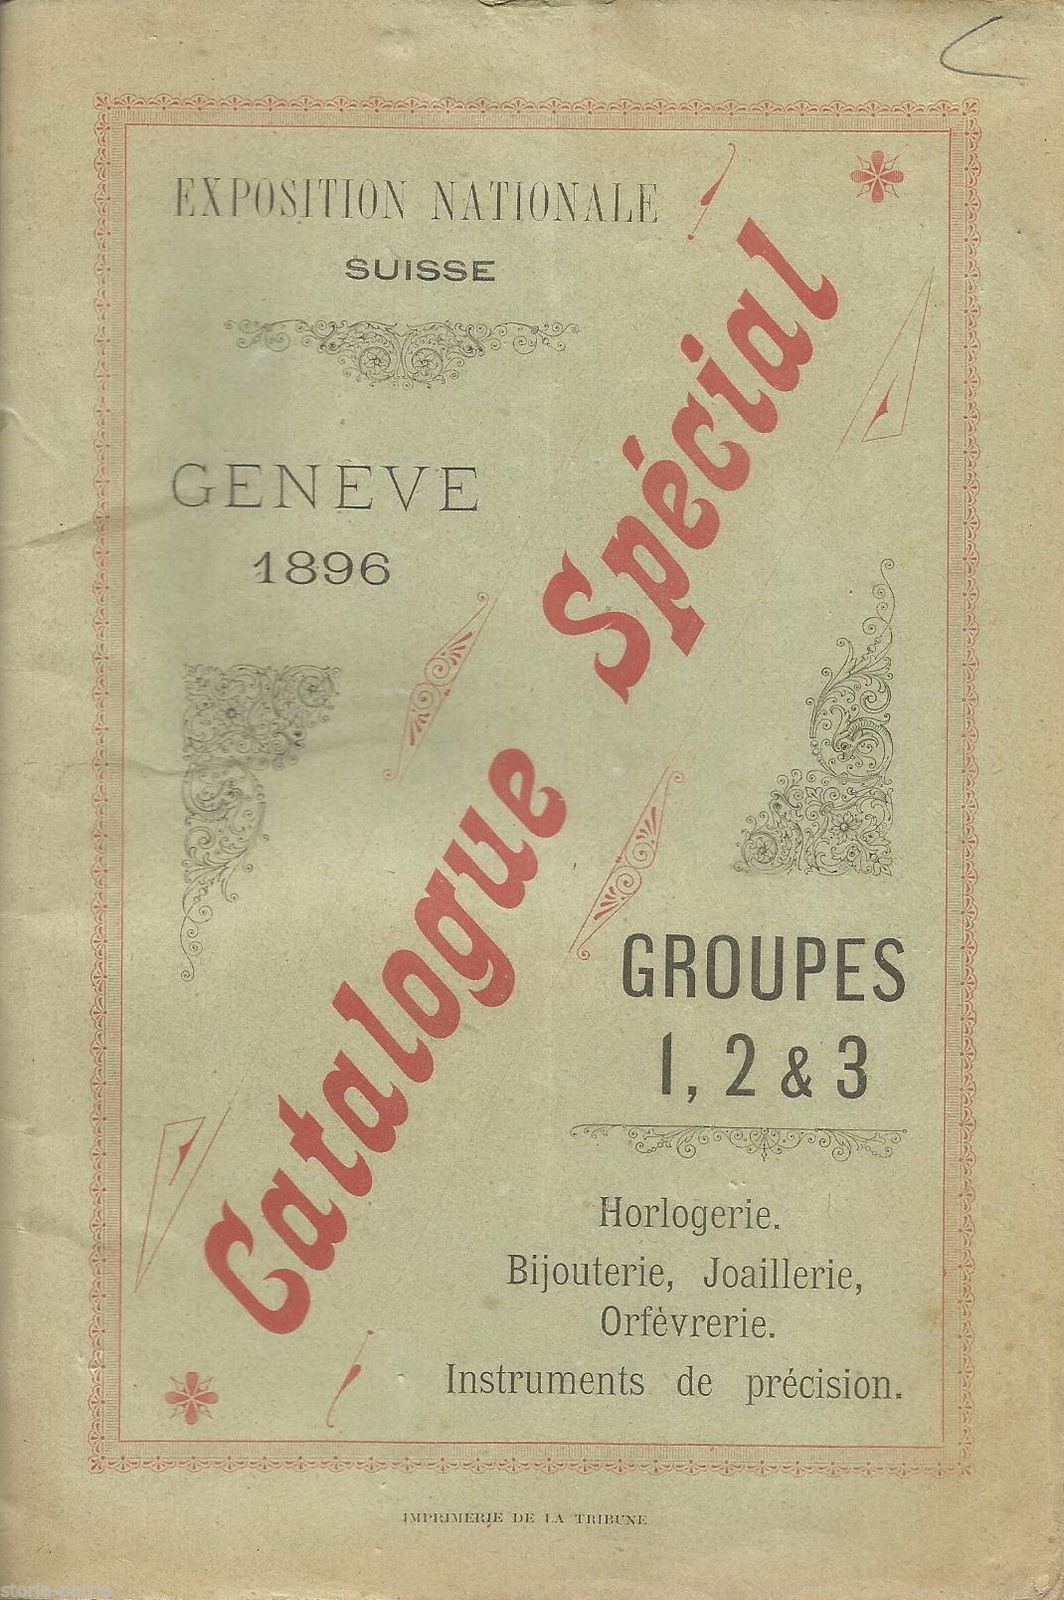 EXPOSITION NATIONALE
SUISSE
GENEVE
1896
Catalogue Spécial
GROUPES
1, 2 & 3
Horlogerie.
Bijouterie, Joaillerie,
Orfèvrerie.
Instruments de précision.
IMPRIMERIE DE LA TRIBUNE